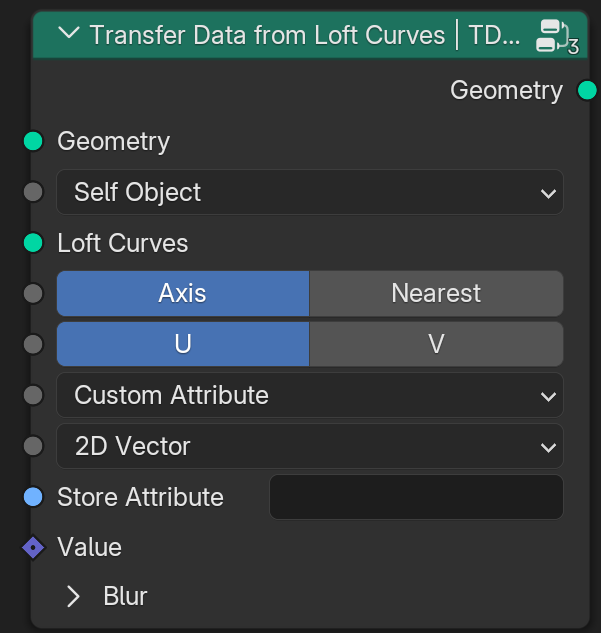 Transfer Data from Loft Curves | TD...
3
Geometry
Geometry
Self Object
Loft Curves
Axis Nearest
U V
Custom Attribute
2D Vector
Store Attribute
Value
Blur